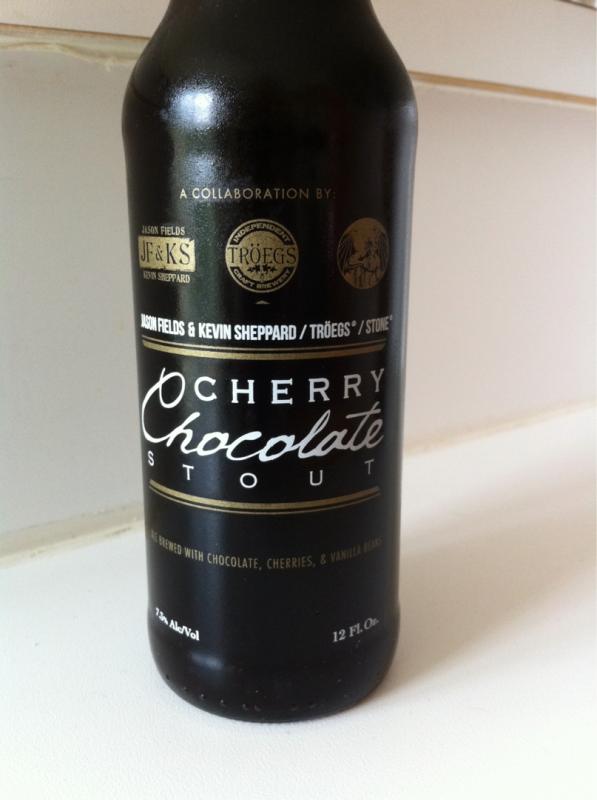 A COLLABORATION BY:
JASON FIELDS
JF & KS
KEVIN SHEPPARD
INDEPENDENT
TRÖEGS
CRAFT BREWERY
JASON FIELDS & KEVIN SHEPPARD / TRÖEGS® / STONE®
CHERRY
Chocolate
STOUT
ALE BREWED WITH CHOCOLATE, CHERRIES, & VANILLA BEANS
7.3% Alc/Vol
12 Fl. Oz.